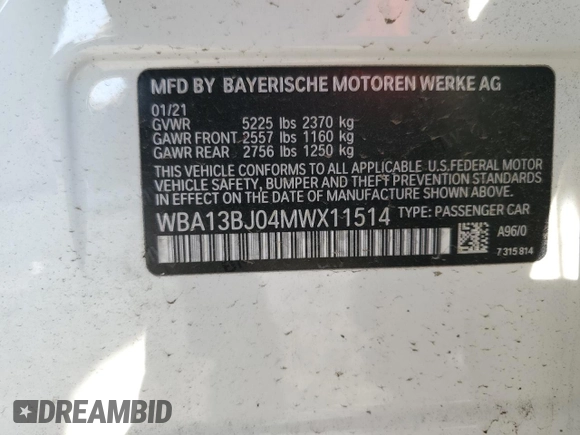 MFD BY BAYERISCHE MOTOREN WERKE AG
01/21
GVWR 5225 lbs 2370 kg
GAWR FRONT 2557 lbs 1160 kg
GAWR REAR 2756 lbs 1250 kg
THIS VEHICLE CONFORMS TO ALL APPLICABLE U.S.FEDERAL MOTOR
VEHICLE SAFETY, BUMPER AND THEFT PREVENTION STANDARDS
IN EFFECT ON THE DATE OF MANUFACTURE SHOWN ABOVE.
WBA13BJ04MWX11514 TYPE: PASSENGER CAR
A96/0
7 315 814
DREAMBID